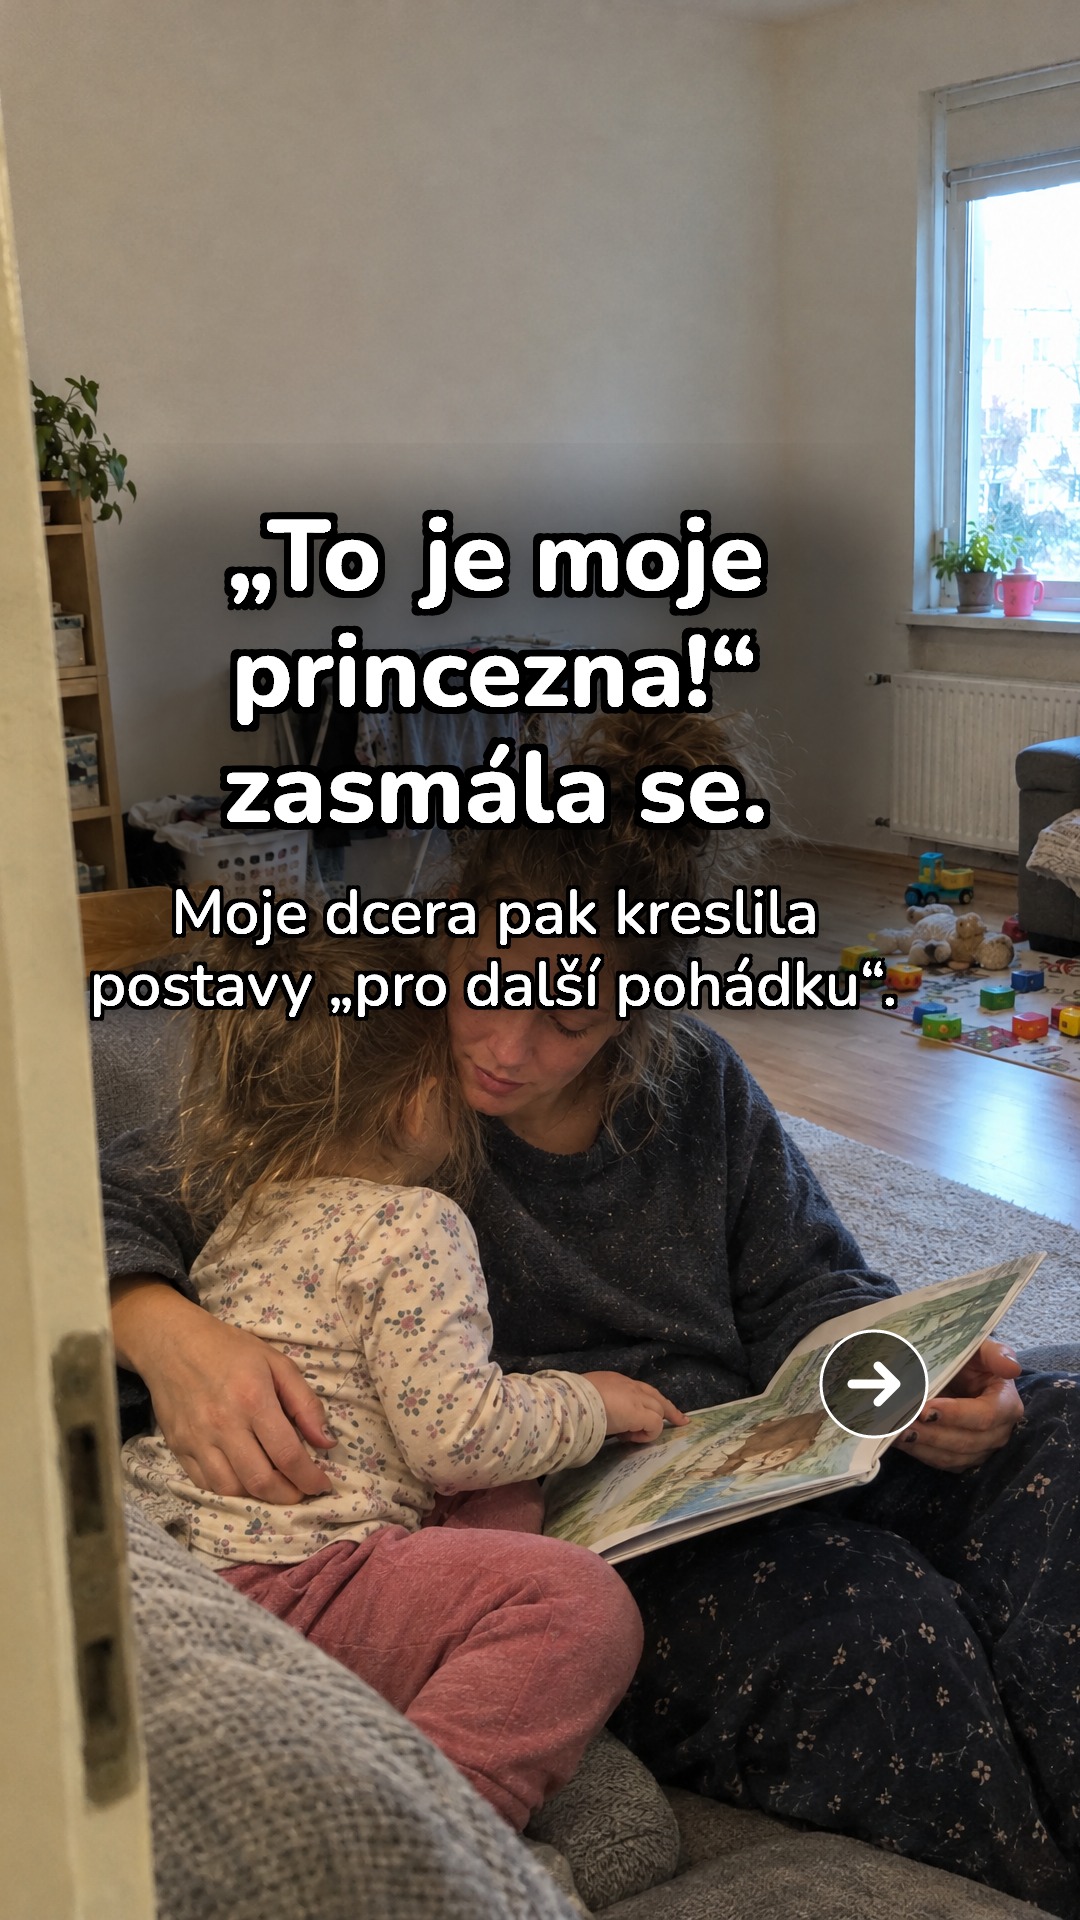 „To je moje
princezna!“
zasmála se.
Moje dcera pak kreslila
postavy „pro další pohádku“.